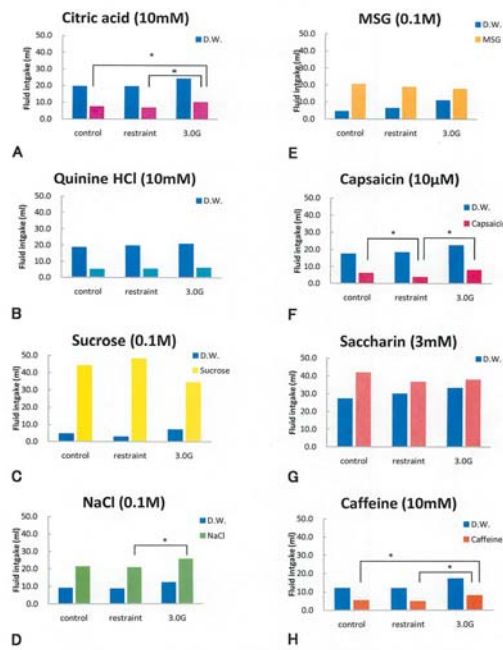 Citric acid (10mM)
Fluid intgake (ml)
50.0
40.0
30.0
20.0
10.0
0.0
D.W.
*
*
control restraint 3.0G
A
Quinine HCl (10mM)
Fluid intgake (ml)
50.0
40.0
30.0
20.0
10.0
0.0
D.W.
control restraint 3.0G
B
Sucrose (0.1M)
Fluid intgake (ml)
50.0
40.0
30.0
20.0
10.0
0.0
D.W.
Sucrose
control restraint 3.0G
C
NaCl (0.1M)
Fluid intgake (ml)
50.0
40.0
30.0
20.0
10.0
0.0
D.W.
NaCl
*
control restraint 3.0G
D
MSG (0.1M)
Fluid intgake (ml)
50.0
40.0
30.0
20.0
10.0
0.0
D.W.
MSG
control restraint 3.0G
E
Capsaicin (10μM)
Fluid intgake (ml)
50.0
40.0
30.0
20.0
10.0
0.0
D.W.
Capsaicin
*
*
control restraint 3.0G
F
Saccharin (3mM)
Fluid intgake (ml)
50.0
40.0
30.0
20.0
10.0
0.0
D.W.
control restraint 3.0G
G
Caffeine (10mM)
Fluid intgake (ml)
50.0
40.0
30.0
20.0
10.0
0.0
D.W.
Caffeine
*
*
control restraint 3.0G
H